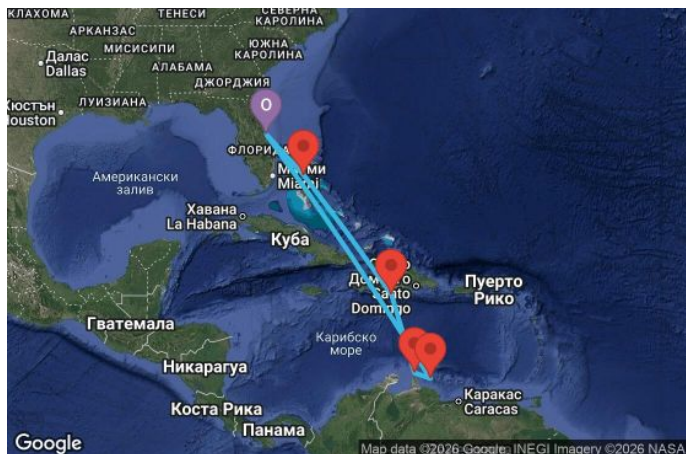 КЛАХОМА
ТЕНЕСИ
СЕВЕРНА
КАРОЛИНА
АРКАНЗАС
МИСИСИПИ
ЮЖНА
КАРОЛИНА
Далас
Dallas
АЛАБАМА
ДЖОРДЖИЯ
Хюстън
Houston
ЛУИЗИАНА
O
ФЛОРИДА
Miami
Американски
залив
Хавана
La Habana
Куба
Santo
Domingo
Пуерто
Рико
Гватемала
Карибско
море
Никарагуа
Каракас
Caracas
Коста Рика
Панама
Google
Map data ©2026 Google, INEGI Imagery ©2026 NASA